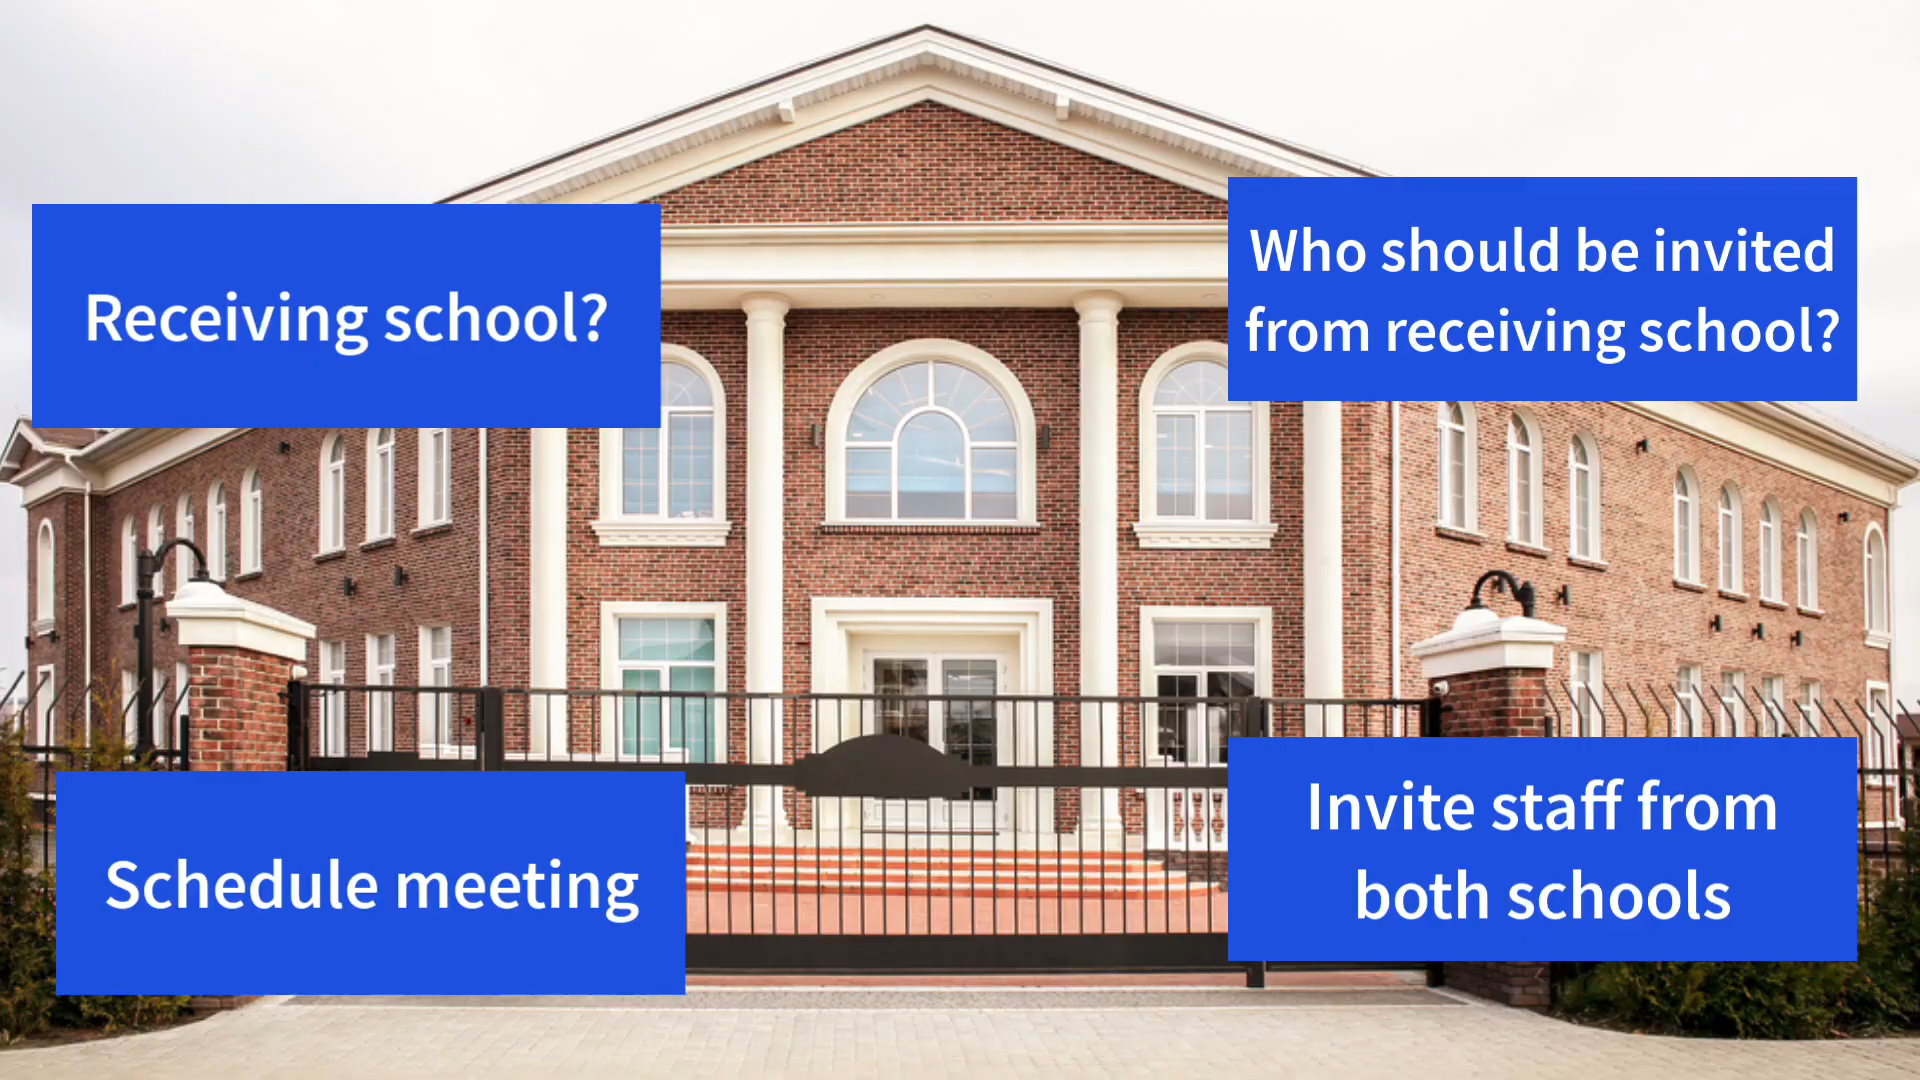 Receiving school?
Who should be invited
from receiving school?
Schedule meeting
Invite staff from
both schools